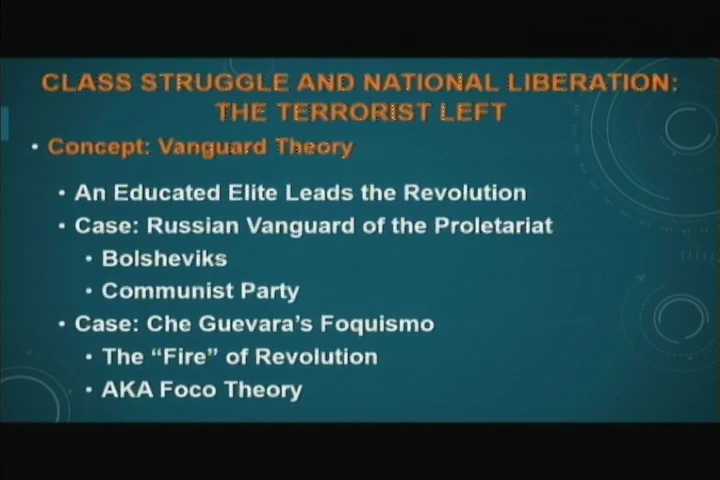 CLASS STRUGGLE AND NATIONAL LIBERATION:
THE TERRORIST LEFT
• Concept: Vanguard Theory
• An Educated Elite Leads the Revolution
• Case: Russian Vanguard of the Proletariat
• Bolsheviks
• Communist Party
• Case: Che Guevara's Foquismo
• The “Fire” of Revolution
• AKA Foco Theory